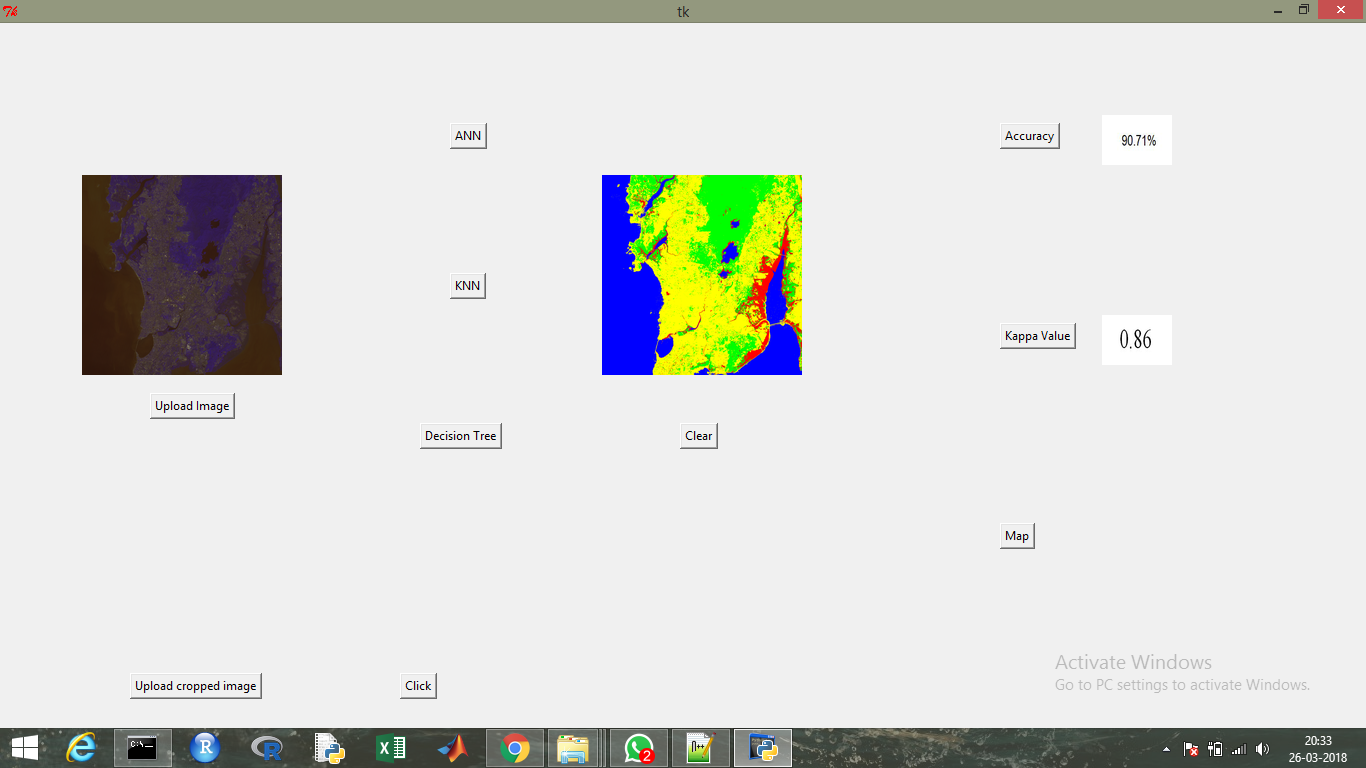 tk
ANN
Accuracy
90.71%
KNN
Kappa Value
0.86
Upload Image
Decision Tree
Clear
Map
Activate Windows
Go to PC settings to activate Windows.
Upload cropped image
Click
C:\_
R
R
2
n++
20:33
26-03-2018